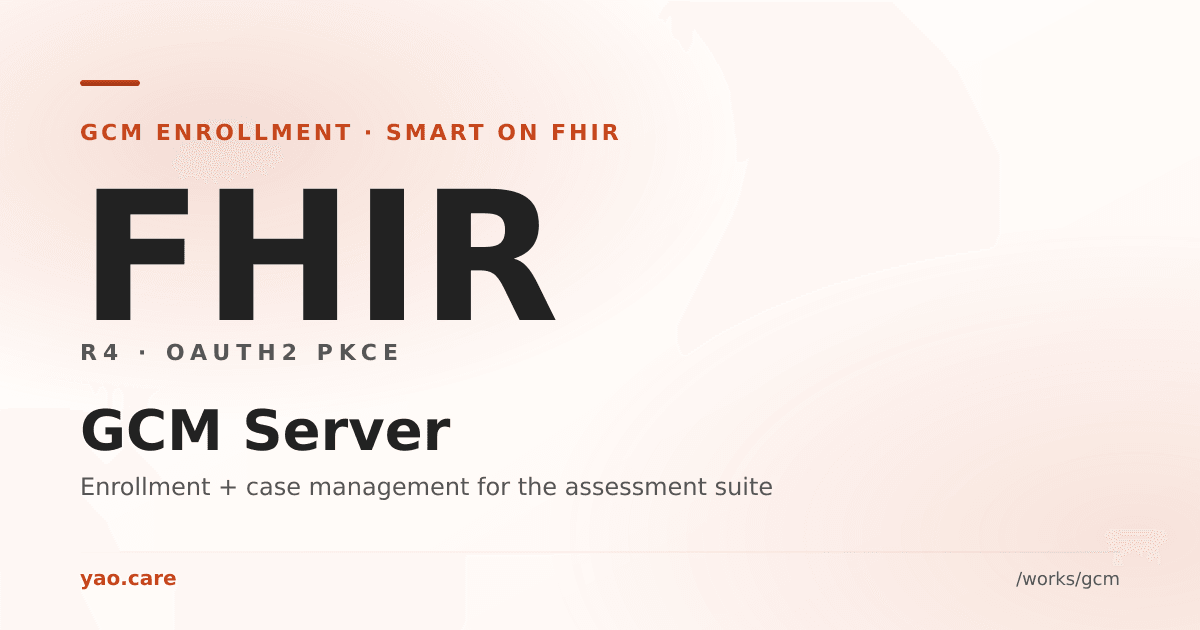 GCM ENROLLMENT · SMART ON FHIR
FHIR
R4 · OAUTH2 PKCE
GCM Server
Enrollment + case management for the assessment suite
yao.care
/works/gcm